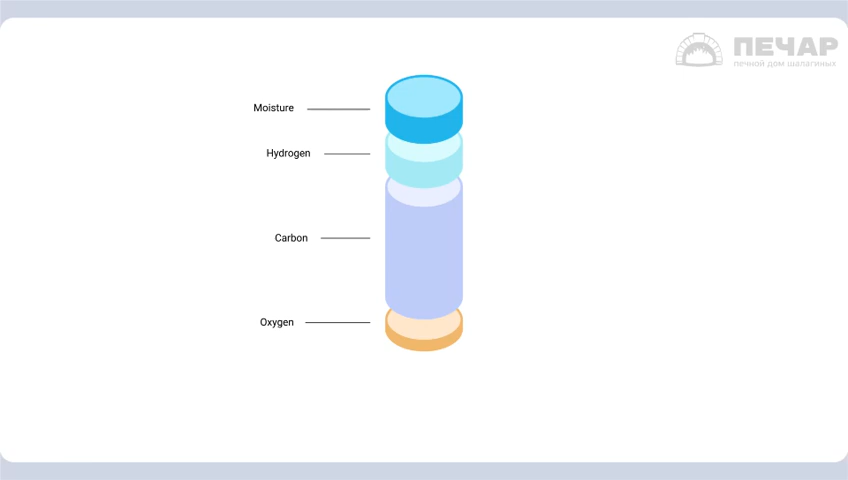 ПЕЧАР
печной дом шалагиных
Moisture
Hydrogen
Carbon
Oxygen